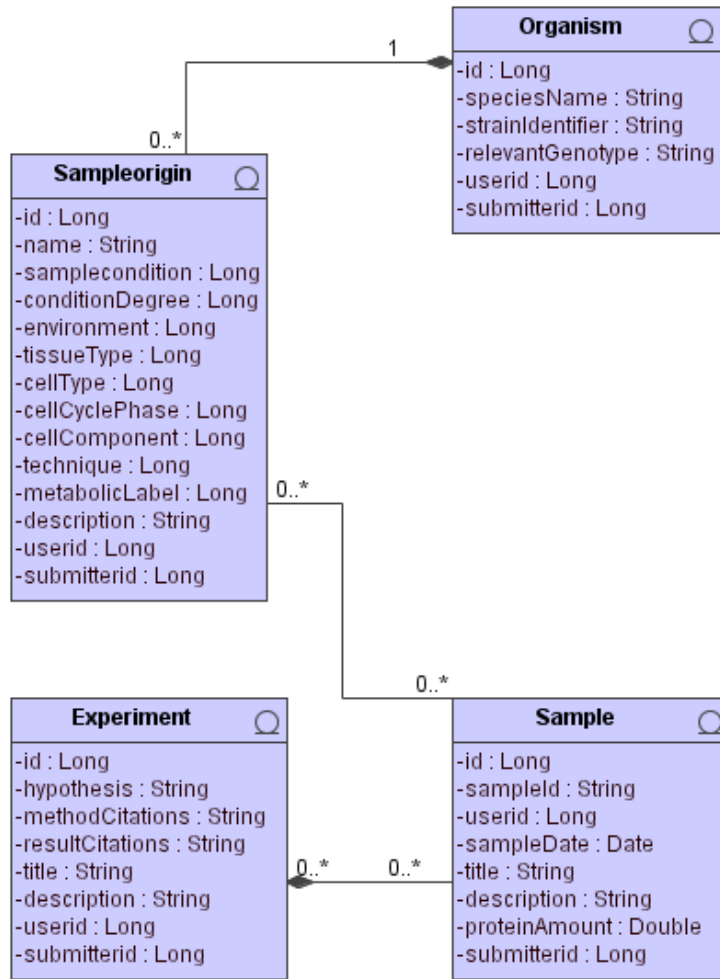 Organism
-id : Long
-speciesName : String
-strainIdentifier : String
-relevantGenotype : String
-userid : Long
-submitterid : Long
1
0..*
Sampleorigin
-id : Long
-name : String
-samplecondition : Long
-conditionDegree : Long
-environment : Long
-tissueType : Long
-cellType : Long
-cellCyclePhase : Long
-cellComponent : Long
-technique : Long
-metabolicLabel : Long
-description : String
-userid : Long
-submitterid : Long
0..*
0..*
Experiment
-id : Long
-hypothesis : String
-methodCitations : String
-resultCitations : String
-title : String
-description : String
-userid : Long
-submitterid : Long
0..*
0..*
Sample
-id : Long
-sampleId : String
-userid : Long
-sampleDate : Date
-title : String
-description : String
-proteinAmount : Double
-submitterid : Long